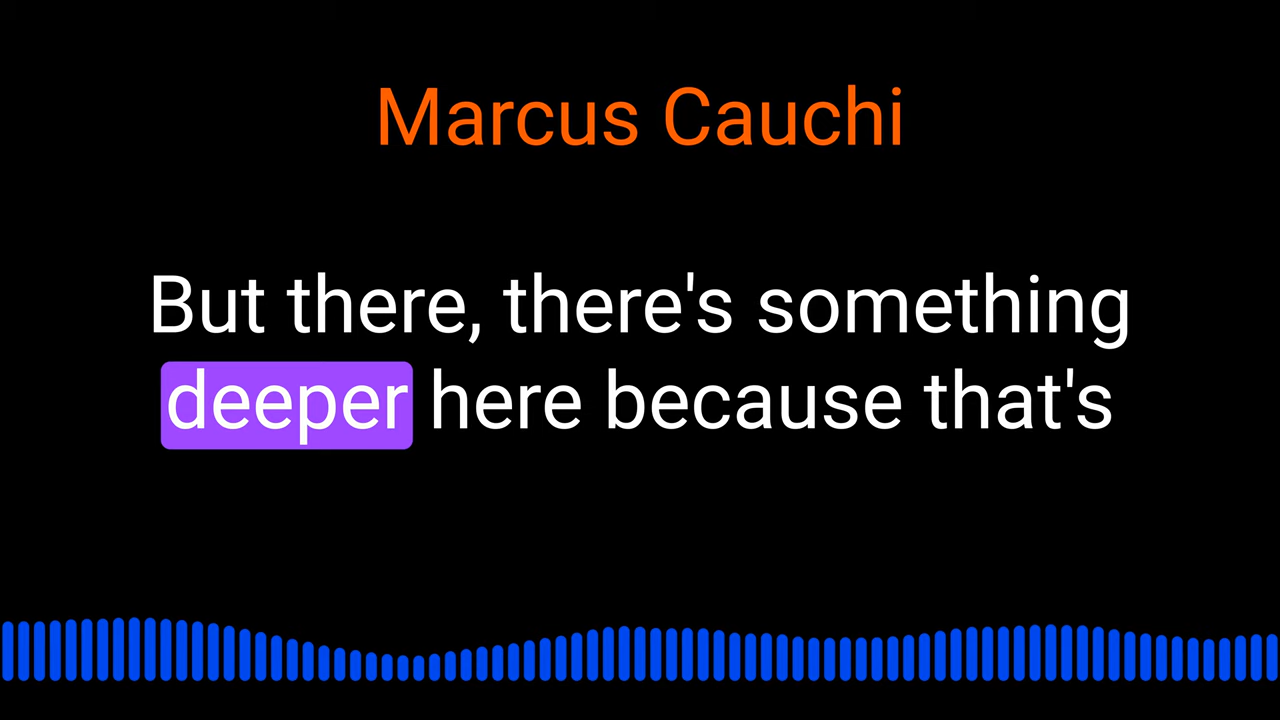 Marcus Cauchi
But there, there's something
deeper here because that's